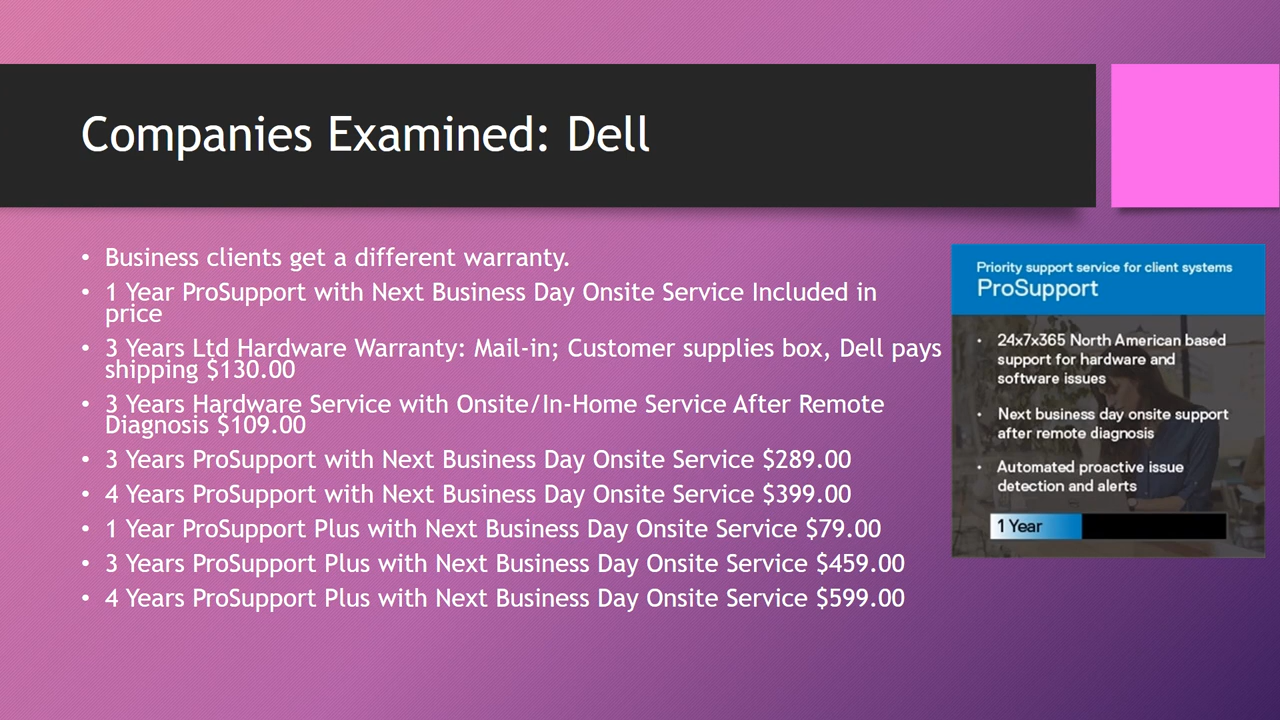 Companies Examined: Dell
• Business clients get a different warranty.
• 1 Year ProSupport with Next Business Day Onsite Service Included in
price
• 3 Years Ltd Hardware Warranty: Mail-in; Customer supplies box, Dell pays
shipping $130.00
• 3 Years Hardware Service with Onsite/In-Home Service After Remote
Diagnosis $109.00
• 3 Years ProSupport with Next Business Day Onsite Service $289.00
• 4 Years ProSupport with Next Business Day Onsite Service $399.00
• 1 Year ProSupport Plus with Next Business Day Onsite Service $79.00
• 3 Years ProSupport Plus with Next Business Day Onsite Service $459.00
• 4 Years ProSupport Plus with Next Business Day Onsite Service $599.00
Priority support service for client systems
ProSupport
• 24x7x365 North American based
support for hardware and
software issues
• Next business day onsite support
after remote diagnosis
• Automated proactive issue
detection and alerts
1 Year